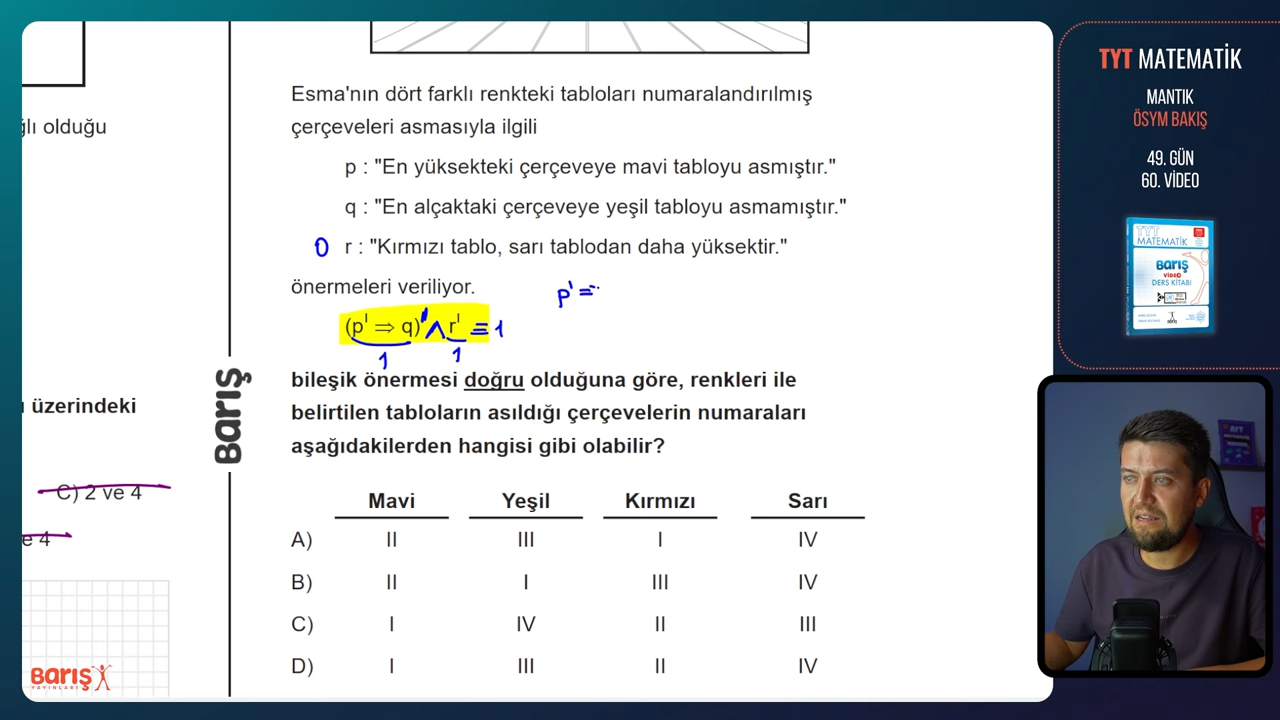 ğlı olduğu
üzerindeki
C) 2 ve 4
e 4
BARIŞ
YAYINLARI
BARIŞ
Esma'nın dört farklı renkteki tabloları numaralandırılmış
çerçeveleri asmasıyla ilgili
p : "En yüksekteki çerçeveye mavi tabloyu asmıştır."
q : "En alçaktaki çerçeveye yeşil tabloyu asmamıştır."
0 r : "Kırmızı tablo, sarı tablodan daha yüksektir."
önermeleri veriliyor.
p' =
(p' ⇒ q)' ∧ r' ≡ 1
1 1
bileşik önermesi doğru olduğuna göre, renkleri ile
belirtilen tabloların asıldığı çerçevelerin numaraları
aşağıdakilerden hangisi gibi olabilir?
Mavi Yeşil Kırmızı Sarı
A) II III I IV
B) II I III IV
C) I IV II III
D) I III II IV
TYT MATEMATİK
MANTIK
ÖSYM BAKIŞ
49. GÜN
60. VİDEO
TYT
MATEMATİK
BARIŞ
VİDEO
DERS KİTABI